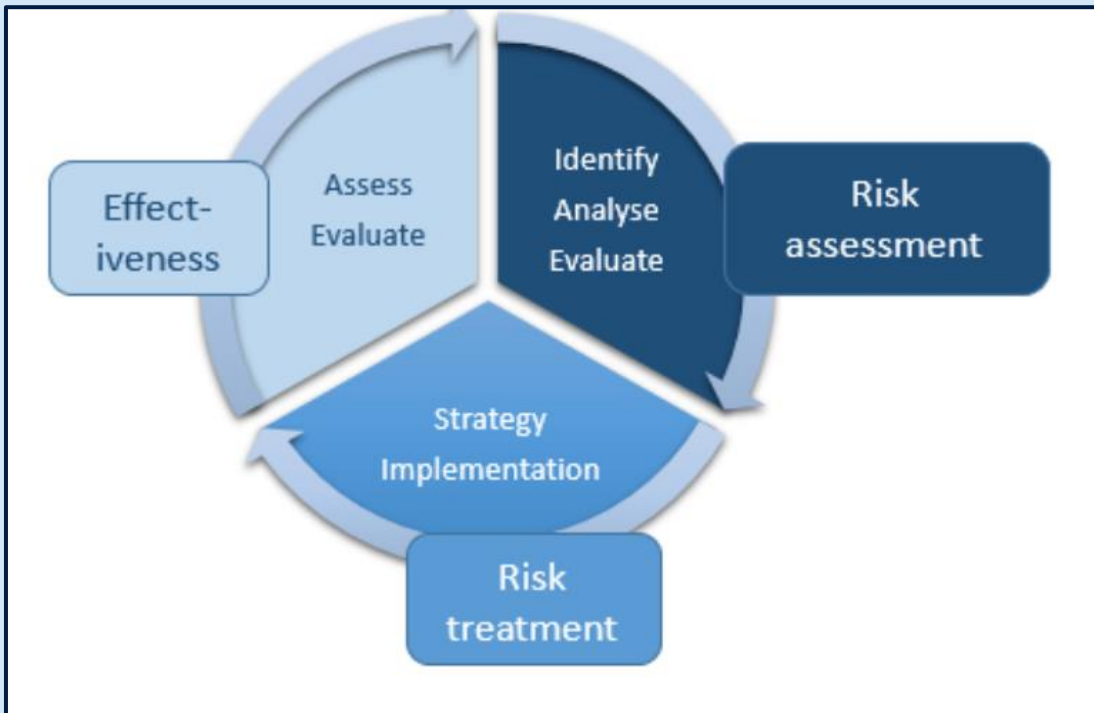 Identify
Analyse
Evaluate
Risk
assessment
Strategy
Implementation
Risk
treatment
Assess
Evaluate
Effect-
iveness